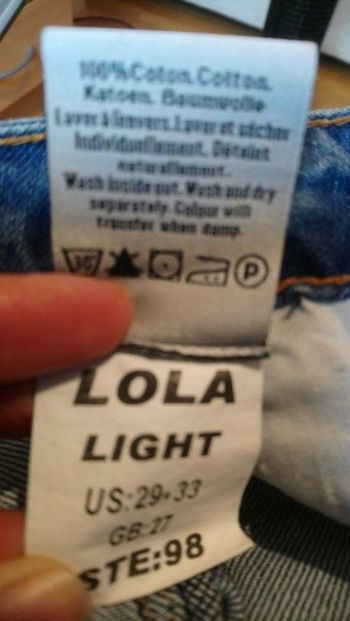 100% Coton. Cotton.
Katoen. Baumwolle
Laver à l'envers. Laver et sécher
Individuellement. Déteint
naturellement.
Wash inside out. Wash and dry
separately. Colour will
transfer when damp.
30 P
LOLA
LIGHT
US:29-33
GB:27
STE:98